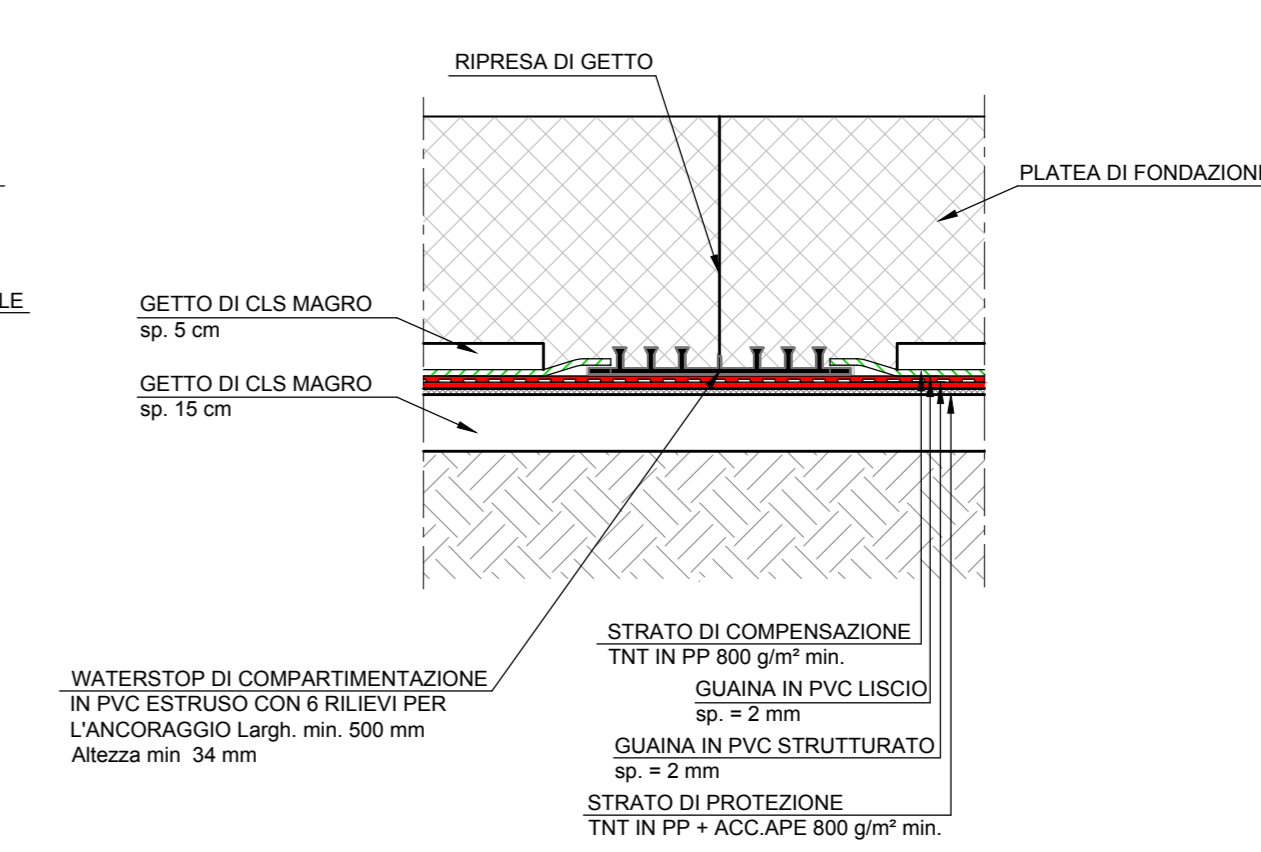 RIPRESA DI GETTO
PLATEA DI FONDAZIONE
LE
GETTO DI CLS MAGRO
sp. 5 cm
GETTO DI CLS MAGRO
sp. 15 cm
WATERSTOP DI COMPARTIMENTAZIONE
IN PVC ESTRUSO CON 6 RILIEVI PER
L'ANCORAGGIO Largh. min. 500 mm
Altezza min 34 mm
STRATO DI COMPENSAZIONE
TNT IN PP 800 g/m² min.
GUAINA IN PVC LISCIO
sp. = 2 mm
GUAINA IN PVC STRUTTURATO
sp. = 2 mm
STRATO DI PROTEZIONE
TNT IN PP + ACC.APE 800 g/m² min.